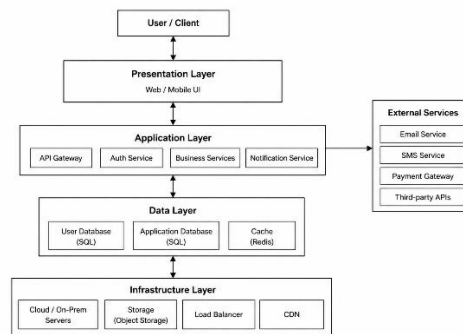 User / Client
Presentation Layer
Web / Mobile UI
Application Layer
API Gateway
Auth Service
Business Services
Notification Service
External Services
Email Service
SMS Service
Payment Gateway
Third-party APIs
Data Layer
User Database
(SQL)
Application Database
(SQL)
Cache
(Redis)
Infrastructure Layer
Cloud / On-Prem
Servers
Storage
(Object Storage)
Load Balancer
CDN